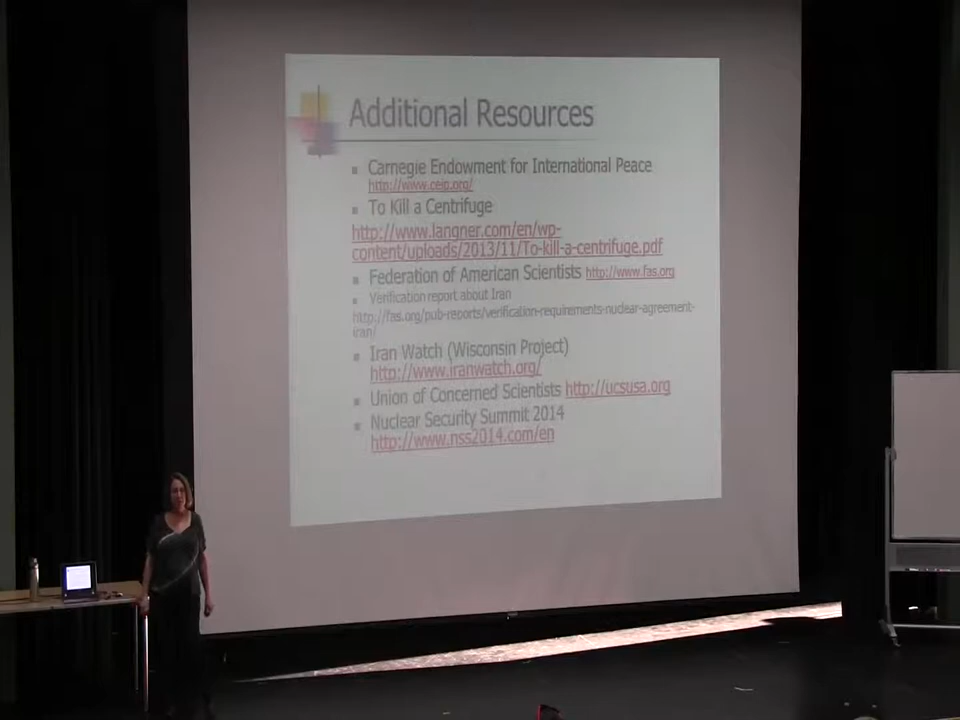 Additional Resources
Carnegie Endowment for International Peace
http://www.ceip.org/
To Kill a Centrifuge
http://www.langner.com/en/wp-
content/uploads/2013/11/To-kill-a-centrifuge.pdf
Federation of American Scientists http://www.fas.org
Verification report about Iran
http://fas.org/pub-reports/verification-requirements-nuclear-agreement-
iran/
Iran Watch (Wisconsin Project)
http://www.iranwatch.org/
Union of Concerned Scientists http://ucsusa.org
Nuclear Security Summit 2014
http://www.nss2014.com/en